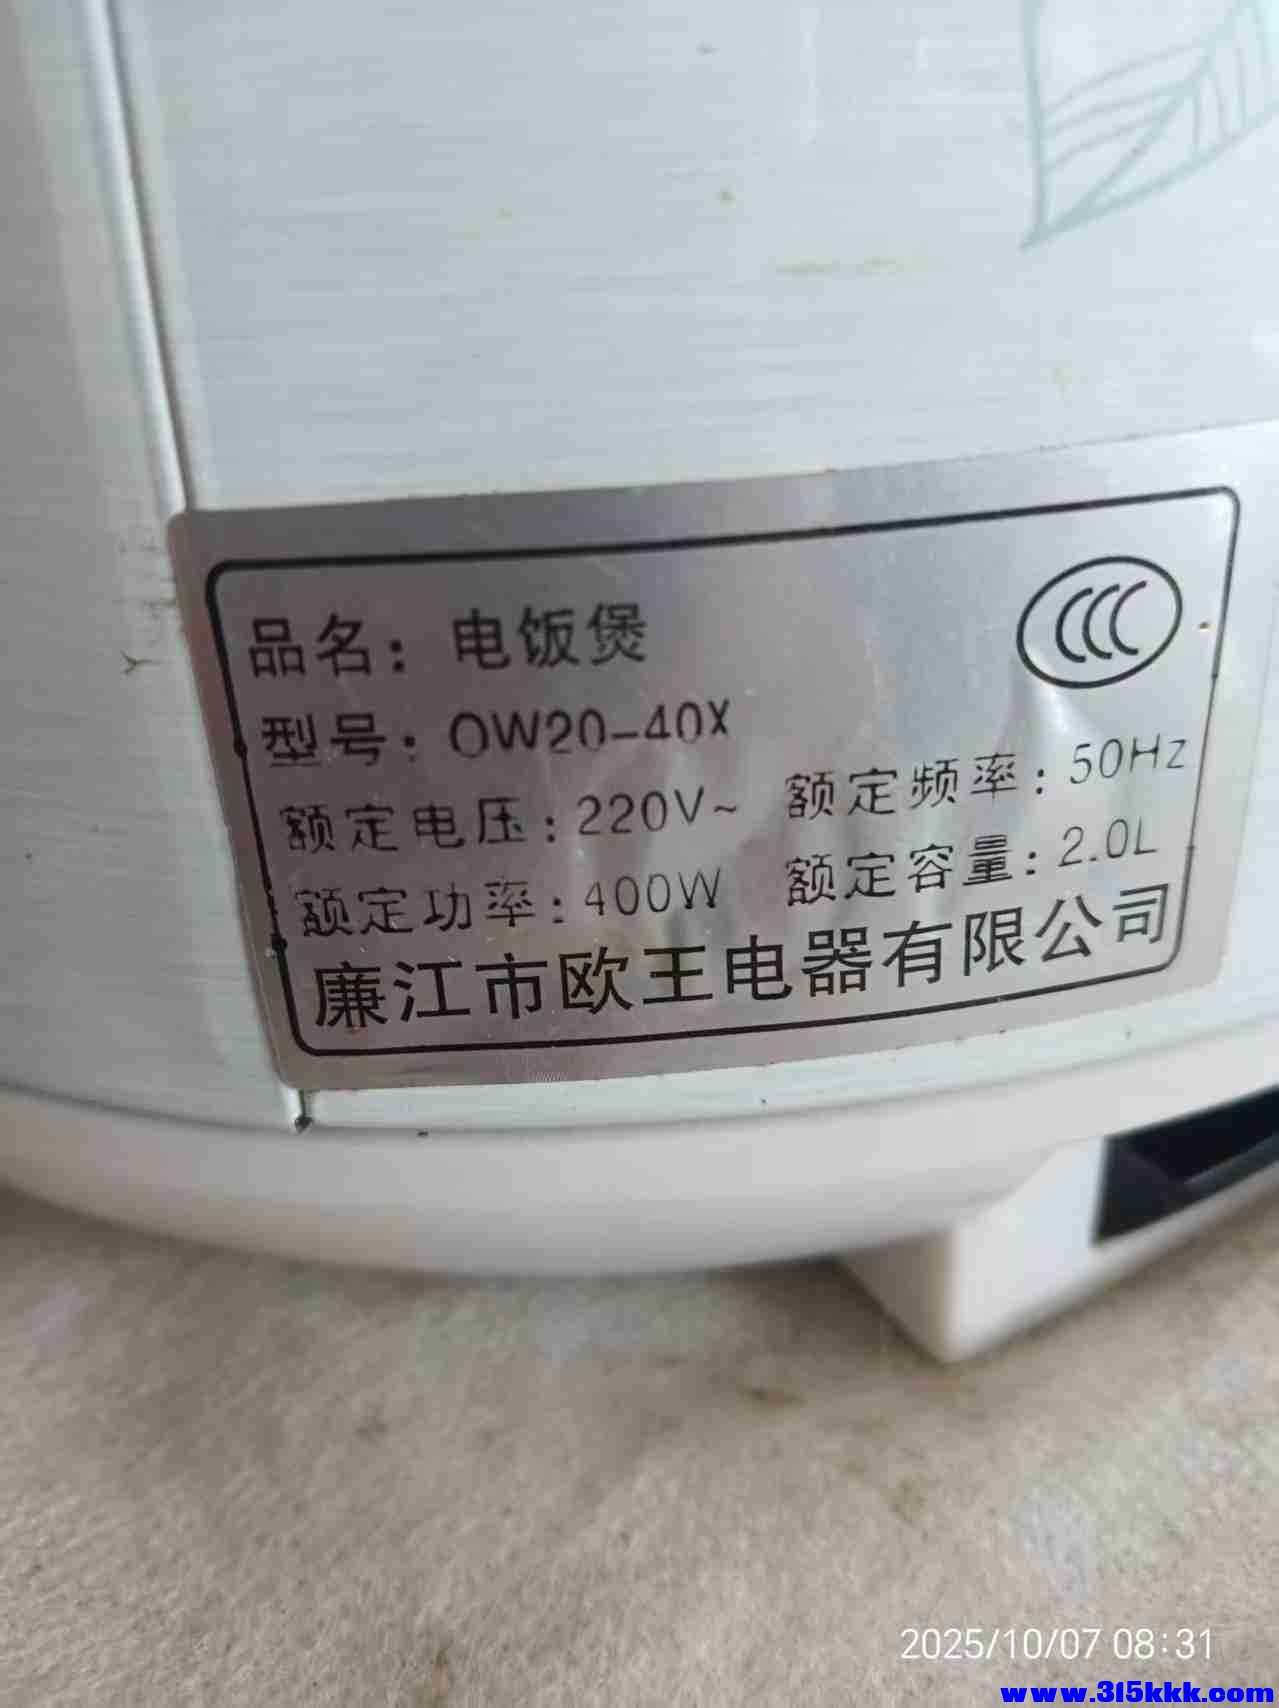 品名：电饭煲
CCC
型号：OW20-40X
额定电压：220V~ 额定频率：50Hz
额定功率：400W 额定容量：2.0L
廉江市欧王电器有限公司
2025/10/07 08:31
www.315kkk.com